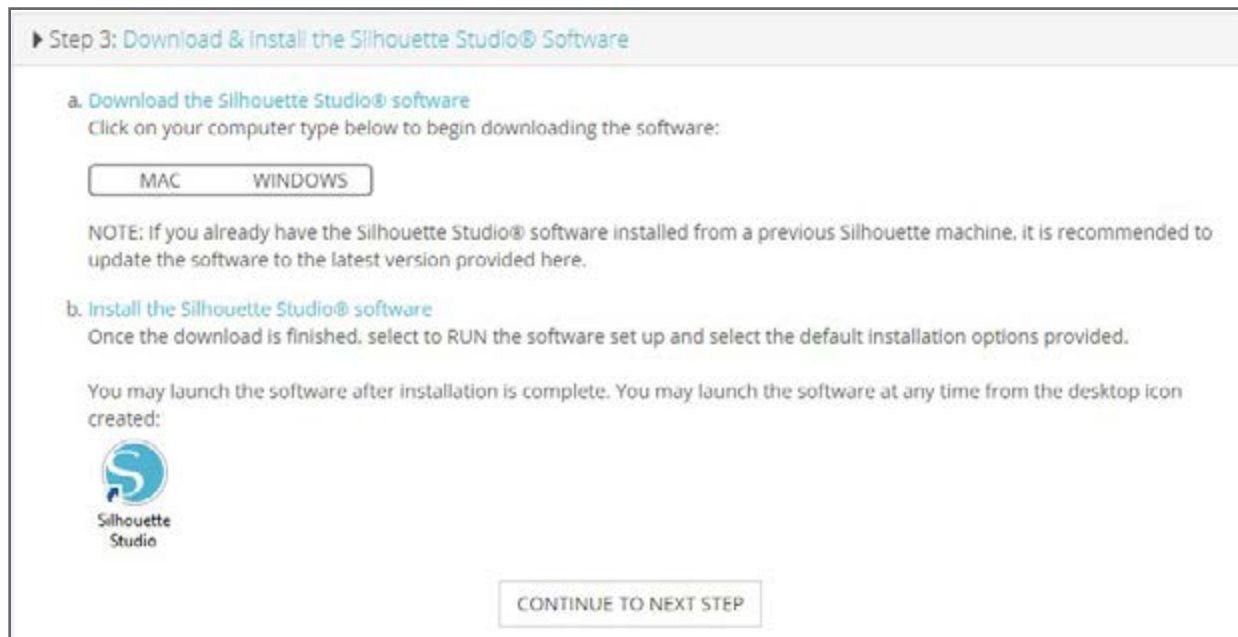 Step 3: Download & Install the Silhouette Studio® Software
a. Download the Silhouette Studio® software
Click on your computer type below to begin downloading the software:
MAC WINDOWS
NOTE: If you already have the Silhouette Studio® software installed from a previous Silhouette machine, it is recommended to
update the software to the latest version provided here.
b. Install the Silhouette Studio® software
Once the download is finished, select to RUN the software set up and select the default installation options provided.
You may launch the software after installation is complete. You may launch the software at any time from the desktop icon
created:
S
Silhouette
Studio
CONTINUE TO NEXT STEP